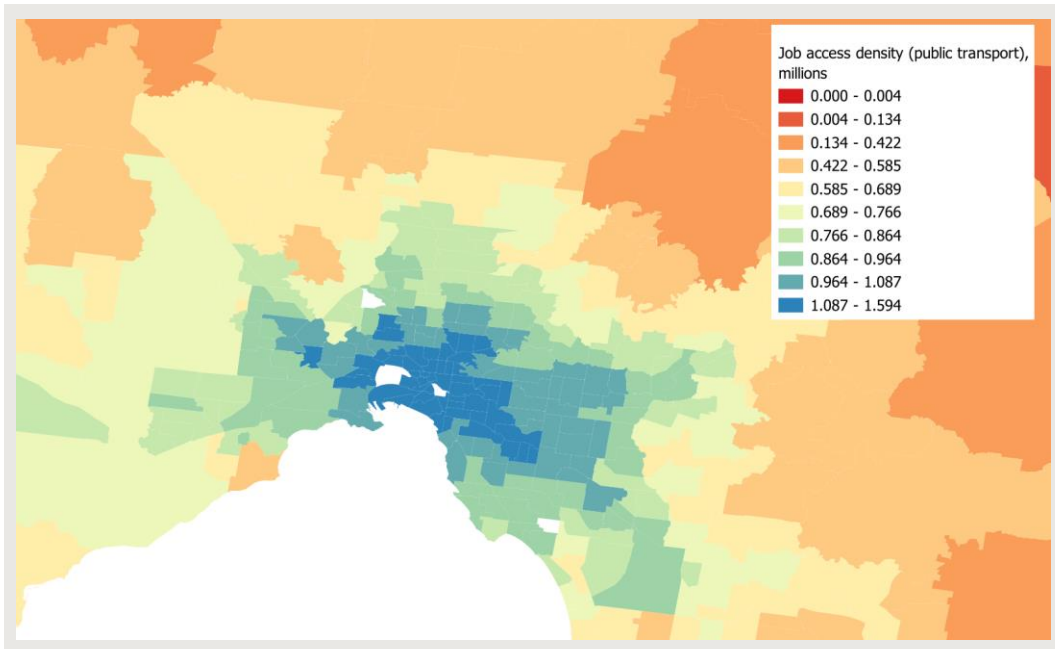 Job access density (public transport),
millions
0.000 - 0.004
0.004 - 0.134
0.134 - 0.422
0.422 - 0.585
0.585 - 0.689
0.689 - 0.766
0.766 - 0.864
0.864 - 0.964
0.964 - 1.087
1.087 - 1.594